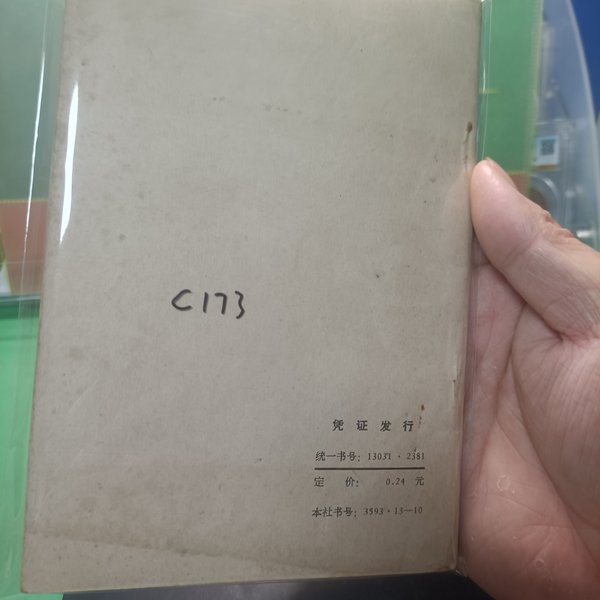 C173
凭证发行
统一书号：13031·2381
定 价： 0.24 元
本社书号：3593·13—10